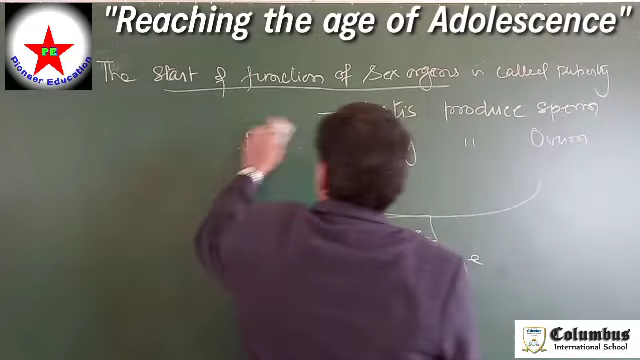 "Reaching the age of Adolescence"
PE
Pioneer Education
The start of function of Sex organs is called puberty
produce sperm
" Ovum
Columbus
International School